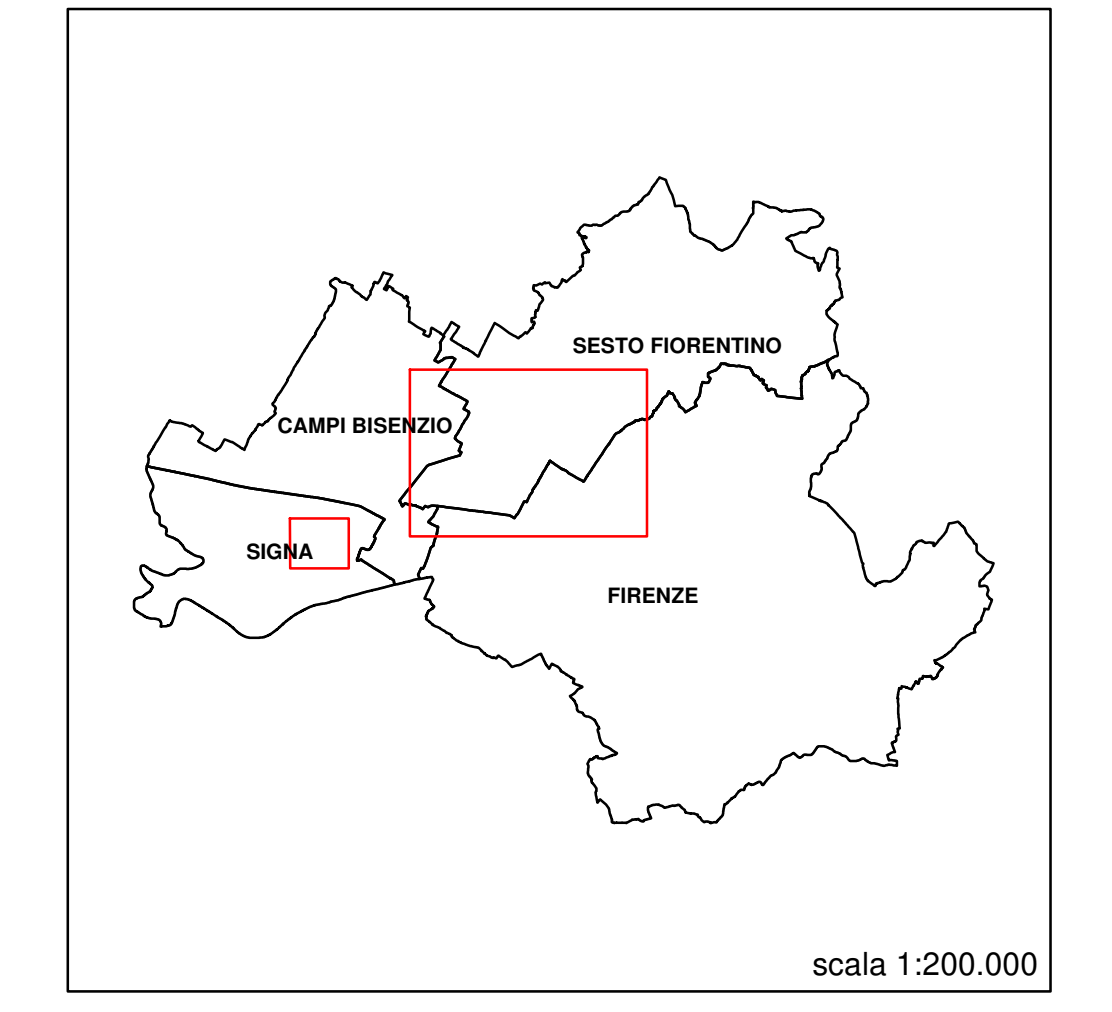 SESTO FIORENTINO
CAMPI BISENZIO
SIGNA
FIRENZE
scala 1:200.000